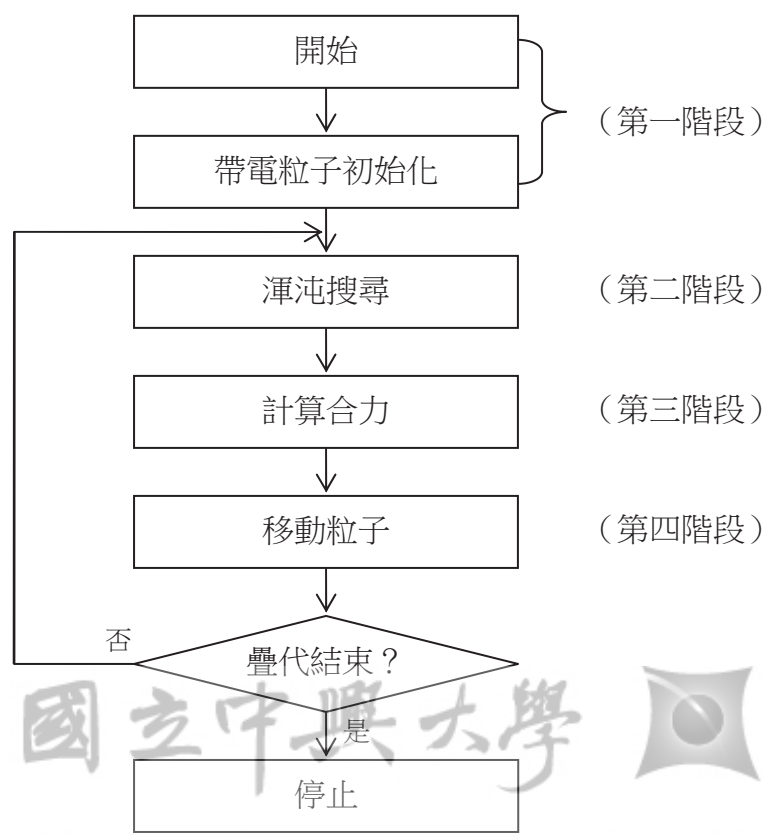 開始
（第一階段）
帶電粒子初始化
渾沌搜尋
（第二階段）
計算合力
（第三階段）
移動粒子
（第四階段）
否
疊代結束？
國立中興大學
是
停止